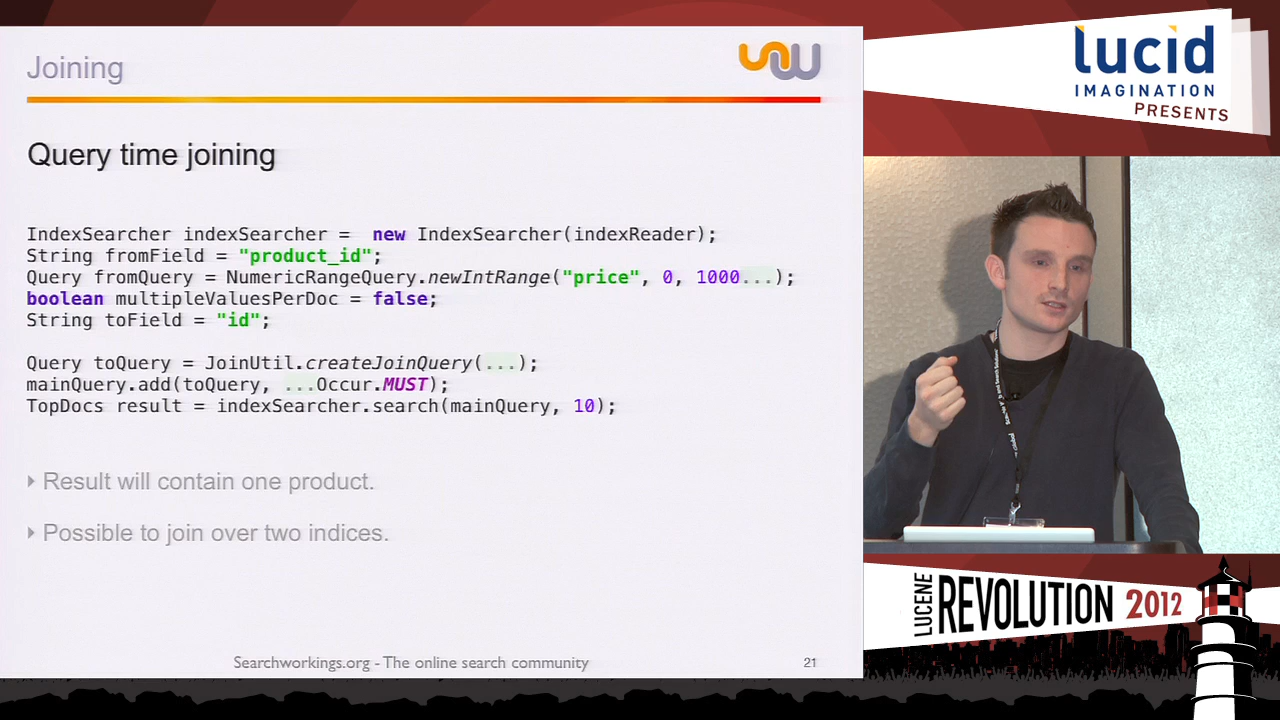 Joining
Query time joining
IndexSearcher indexSearcher = new IndexSearcher(indexReader);
String fromField = "product_id";
Query fromQuery = NumericRangeQuery.newIntRange("price", 0, 1000...);
boolean multipleValuesPerDoc = false;
String toField = "id";
Query toQuery = JoinUtil.createJoinQuery(...);
mainQuery.add(toQuery, ...Occur.MUST);
TopDocs result = indexSearcher.search(mainQuery, 10);
Result will contain one product.
Possible to join over two indices.
Searchworkings.org - The online search community
21
lucid
IMAGINATION
PRESENTS
LUCENE
REVOLUTION 2012